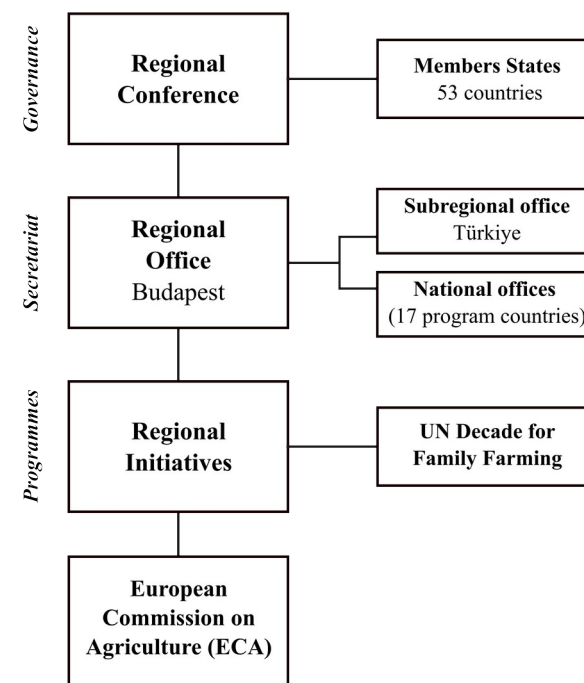 Governance
Regional
Conference
Members States
53 countries
Secretariat
Regional
Office
Budapest
Subregional office
Türkiye
National offices
(17 program countries)
Programmes
Regional
Initiatives
UN Decade for
Family Farming
European
Commission on
Agriculture (ECA)